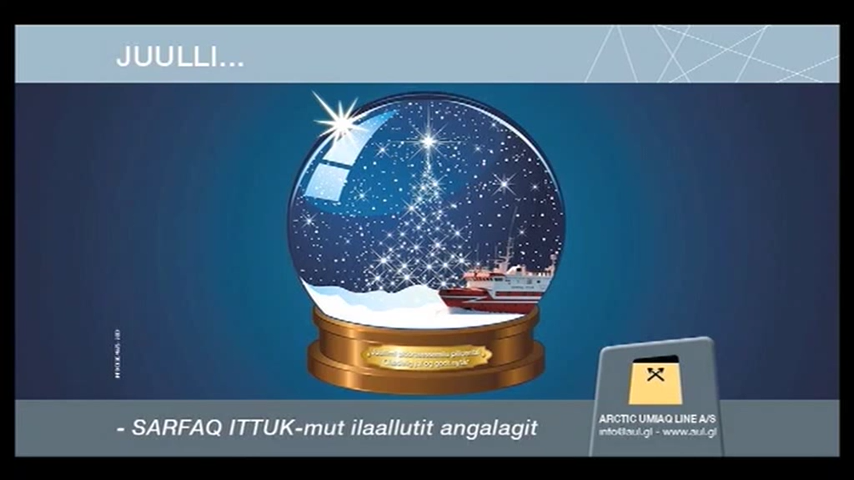 JUULLI...
- SARFAQ ITTUK-mut ilaallutit angalagit
ARCTIC UMIAQ LINE A/S
info@aul.gl - www.aul.gl